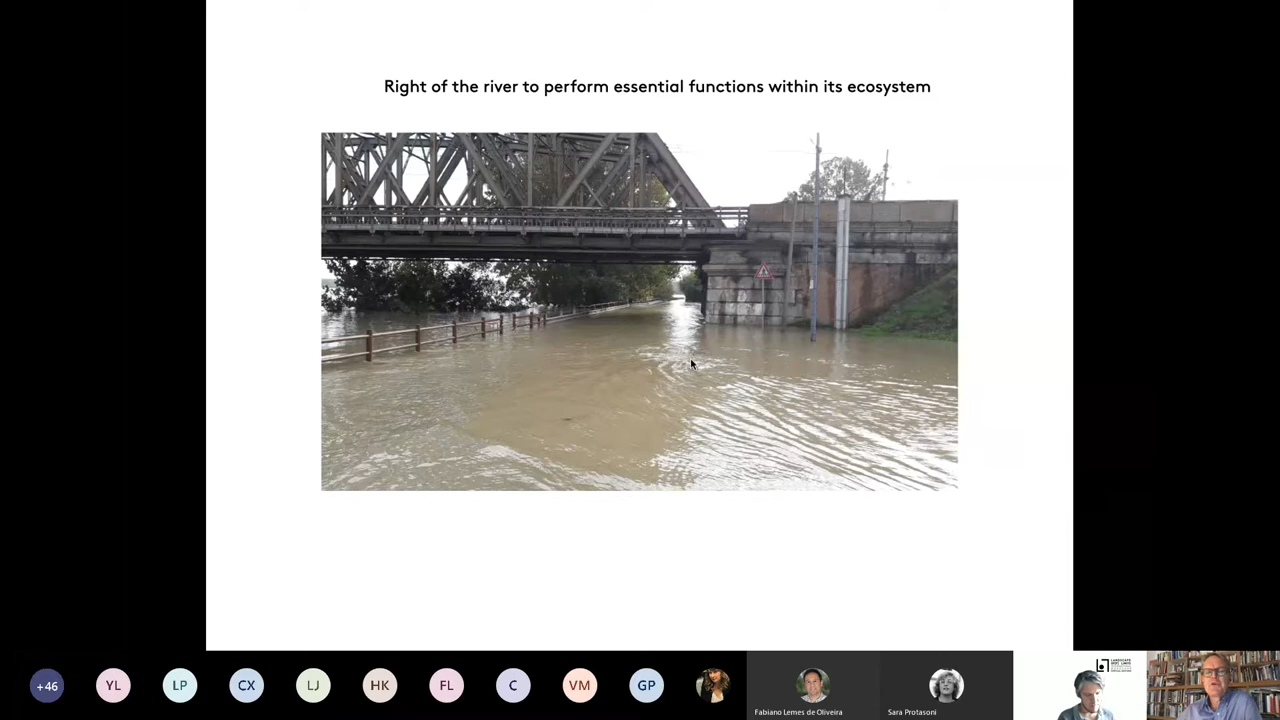 Right of the river to perform essential functions within its ecosystem
+46
YL
LP
CX
LJ
HK
FL
C
VM
GP
Fabiano Lemes de Oliveira
Sara Protasoni